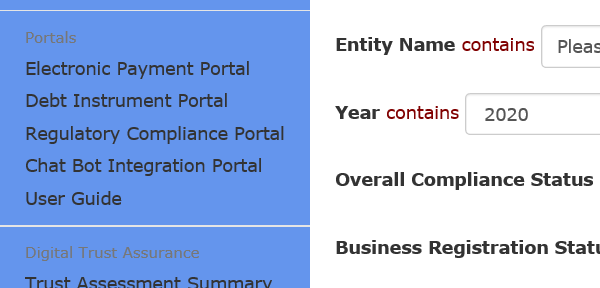 Portals
Electronic Payment Portal
Debt Instrument Portal
Regulatory Compliance Portal
Chat Bot Integration Portal
User Guide
Digital Trust Assurance
Trust Assessment Summary
Entity Name contains Pleas
Year contains 2020
Overall Compliance Status
Business Registration Statu